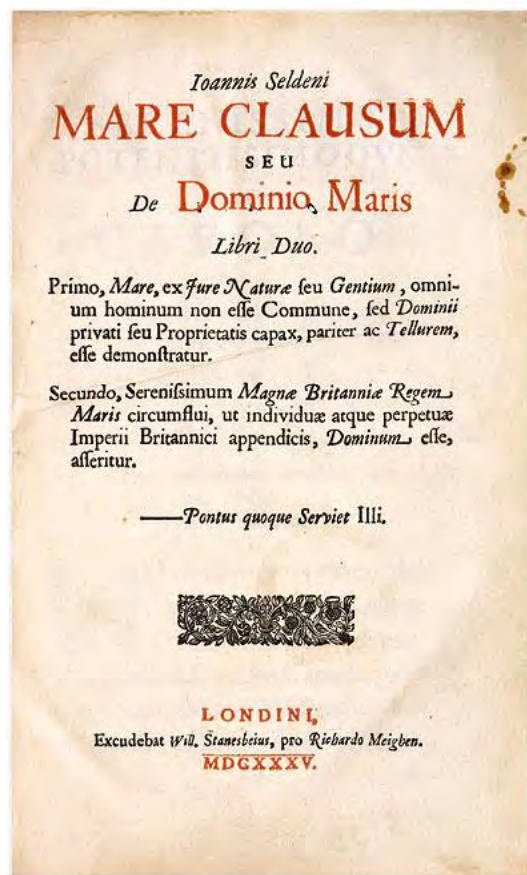 Ioannis Seldeni
MARE CLAUSUM
SEU
De Dominio Maris
Libri Duo.
Primo, Mare, ex Jure Naturæ ſeu Gentium, omni-
um hominum non eſſe Commune, ſed Dominii
privati ſeu Proprietatis capax, pariter ac Tellurem,
eſſe demonſtratur.
Secundo, Sereniſsimum Magnæ Britanniæ Regem
Maris circumflui, ut individuæ atque perpetuæ
Imperii Britannici appendicis, Dominum eſſe,
aſſeritur.
——Pontus quoque Serviet Illi.
LONDINI,
Excudebat Will. Stanesbeius, pro Richardo Meighen.
MDCXXXV.